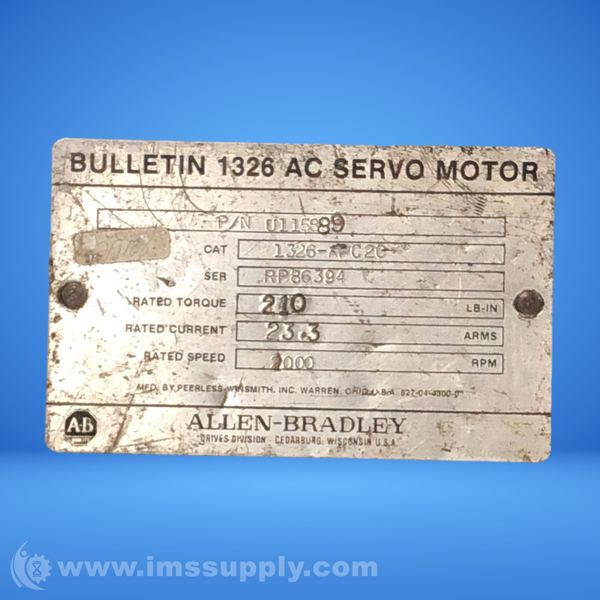 BULLETIN 1326 AC SERVO MOTOR
P/N
CAT
SER RP86394
RATED TORQUE 210 LB-IN
RATED CURRENT 23.3 ARMS
RATED SPEED 2000 RPM
MFD. BY PEERLESS-WINSMITH, INC. WARREN, OHIO U.S.A.
A-B ALLEN-BRADLEY
DRIVES DIVISION - CEDARBURG, WISCONSIN U.S.A.
www.imssupply.com